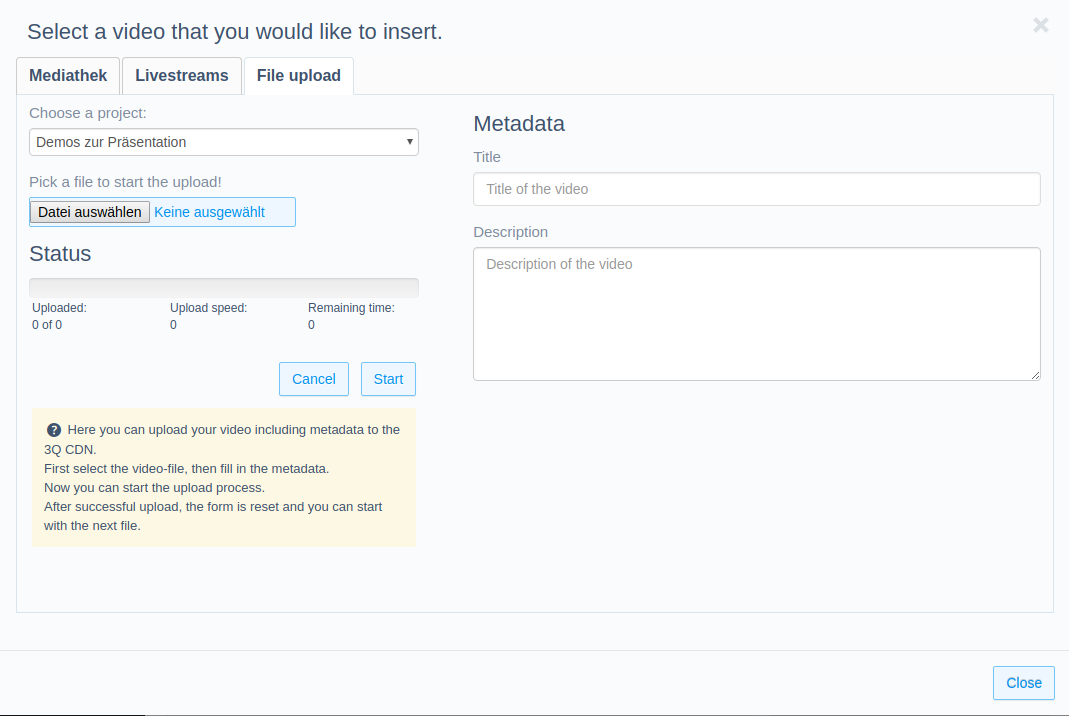 Select a video that you would like to insert.
×
Mediathek
Livestreams
File upload
Choose a project:
Demos zur Präsentation
Pick a file to start the upload!
Datei auswählen Keine ausgewählt
Status
Uploaded: Upload speed: Remaining time:
0 of 0 0 0
Cancel
Start
? Here you can upload your video including metadata to the
3Q CDN.
First select the video-file, then fill in the metadata.
Now you can start the upload process.
After successful upload, the form is reset and you can start
with the next file.
Metadata
Title
Title of the video
Description
Description of the video
Close